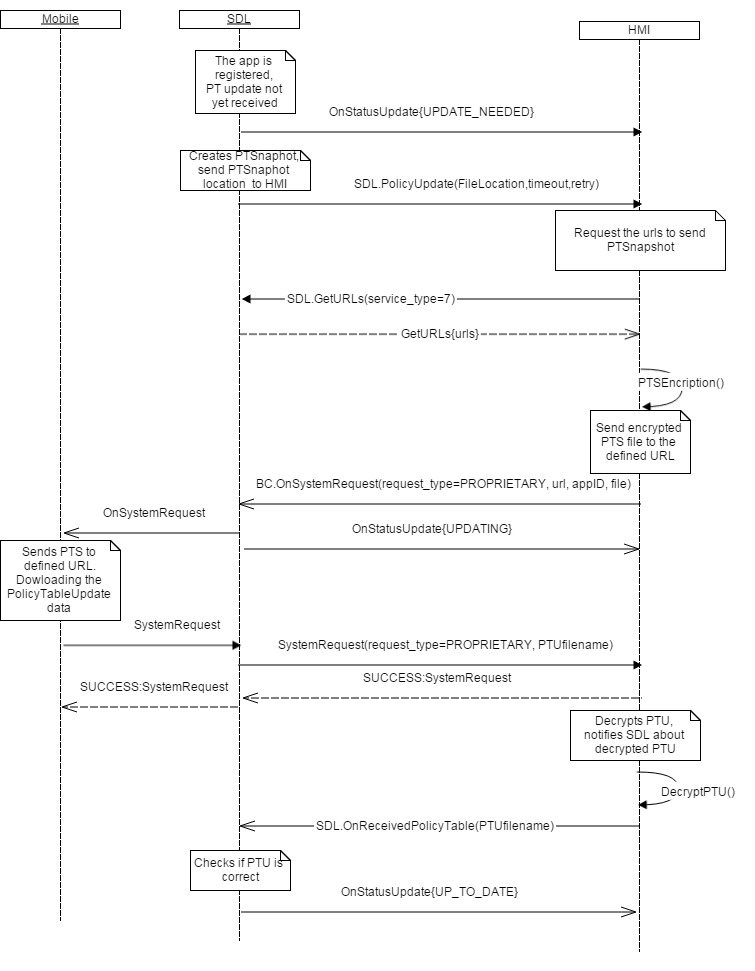 Mobile
SDL
HMI
The app is
registered,
PT update not
yet received
OnStatusUpdate{UPDATE_NEEDED}
Creates PTSnaphot,
send PTSnaphot
location to HMI
SDL.PolicyUpdate(FileLocation,timeout,retry)
Request the urls to send
PTSnapshot
SDL.GetURLs(service_type=7)
GetURLs{urls}
PTSEncription()
Send encrypted
PTS file to the
defined URL
BC.OnSystemRequest(request_type=PROPRIETARY, url, appID, file)
OnSystemRequest
OnStatusUpdate{UPDATING}
Sends PTS to
defined URL.
Dowloading the
PolicyTableUpdate
data
SystemRequest
SystemRequest(request_type=PROPRIETARY, PTUfilename)
SUCCESS:SystemRequest
SUCCESS:SystemRequest
Decrypts PTU,
notifies SDL about
decrypted PTU
DecryptPTU()
SDL.OnReceivedPolicyTable(PTUfilename)
Checks if PTU is
correct
OnStatusUpdate{UP_TO_DATE}